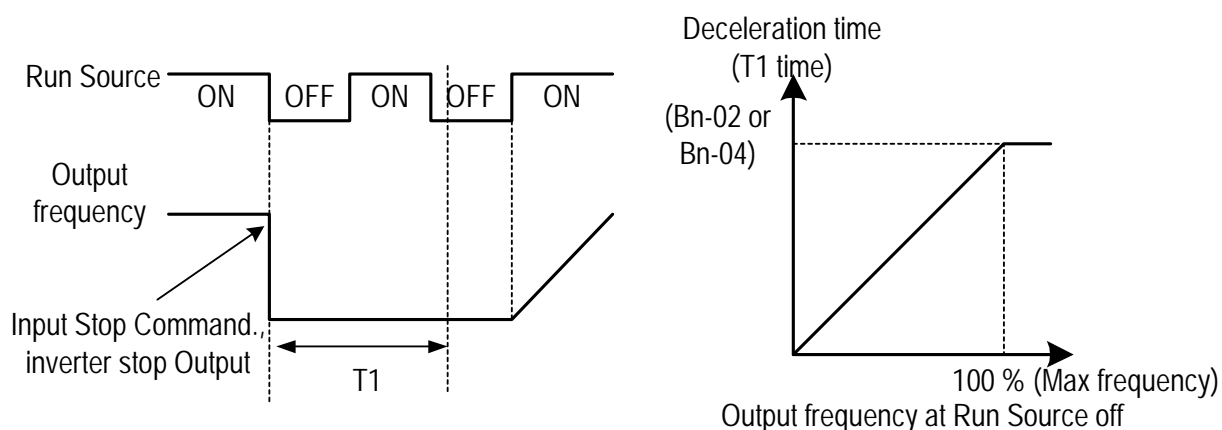 Run Source
ON
OFF
ON
OFF
ON
Output
frequency
Input Stop Command.,
inverter stop Output
T1
Deceleration time
(T1 time)
(Bn-02 or
Bn-04)
100 % (Max frequency)
Output frequency at Run Source off